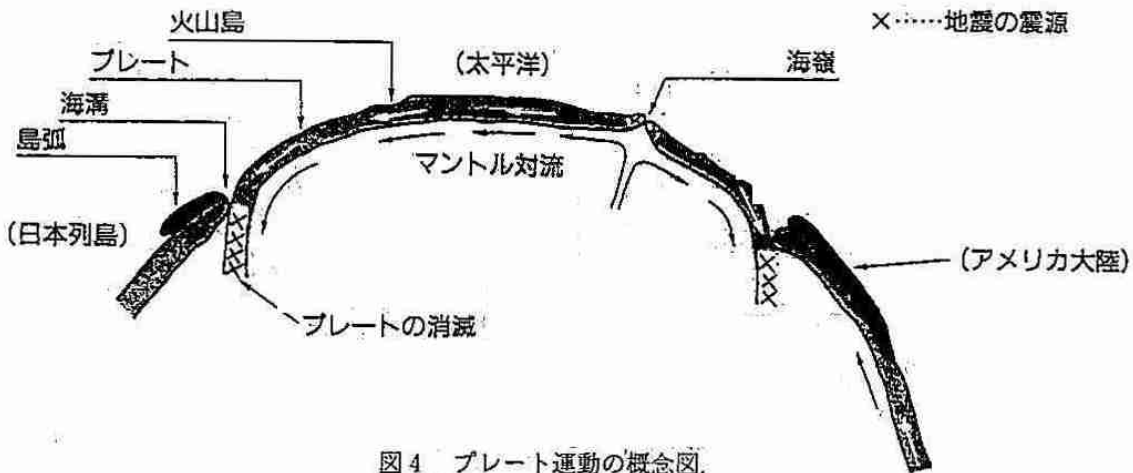 火山島
×……地震の震源
プレート
(太平洋)
海嶺
海溝
島弧
マントル対流
(日本列島)
(アメリカ大陸)
プレートの消滅
図4 プレート運動の概念図